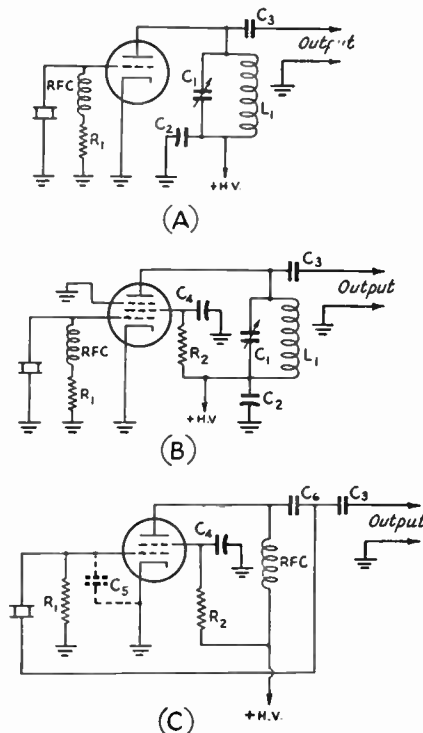 C3
Output
RFC
C1
L1
R1
C2
+H.V.
(A)
C3
C4
Output
R2
C1
L1
RFC
R1
C2
+H.V.
(B)
C6
C3
C4
Output
RFC
R1
C5
R2
+H.V.
(C)